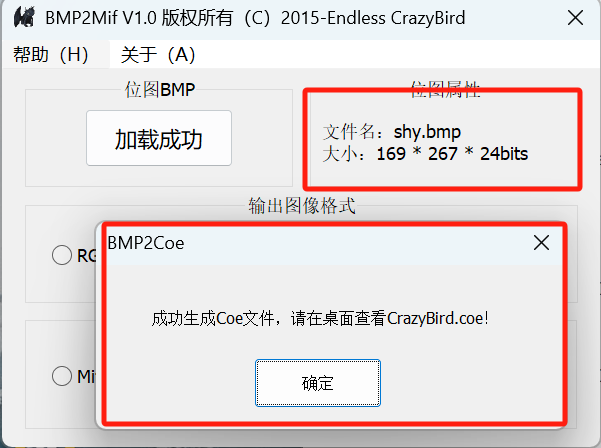 BMP2Mif V1.0 版权所有（C）2015-Endless CrazyBird
帮助（H）
关于（A）
位图BMP
位图属性
加载成功
文件名：shy.bmp
大小：169 * 267 * 24bits
输出图像格式
BMP2Coe
成功生成Coe文件，请在桌面查看CrazyBird.coe！
确定